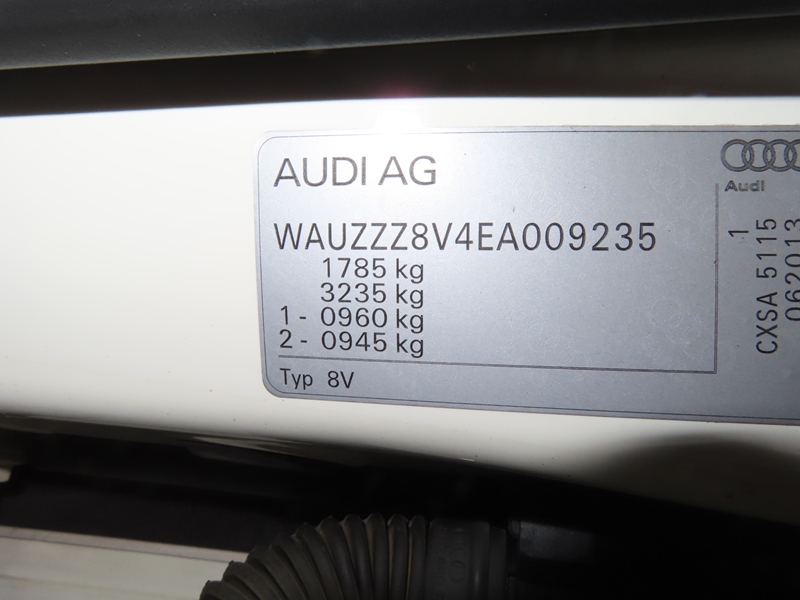 AUDI AG
WAUZZZ8V4EA009235
1785 kg
3235 kg
1 - 0960 kg
2 - 0945 kg
Typ 8V
Audi
1
CXSA 5115
062013